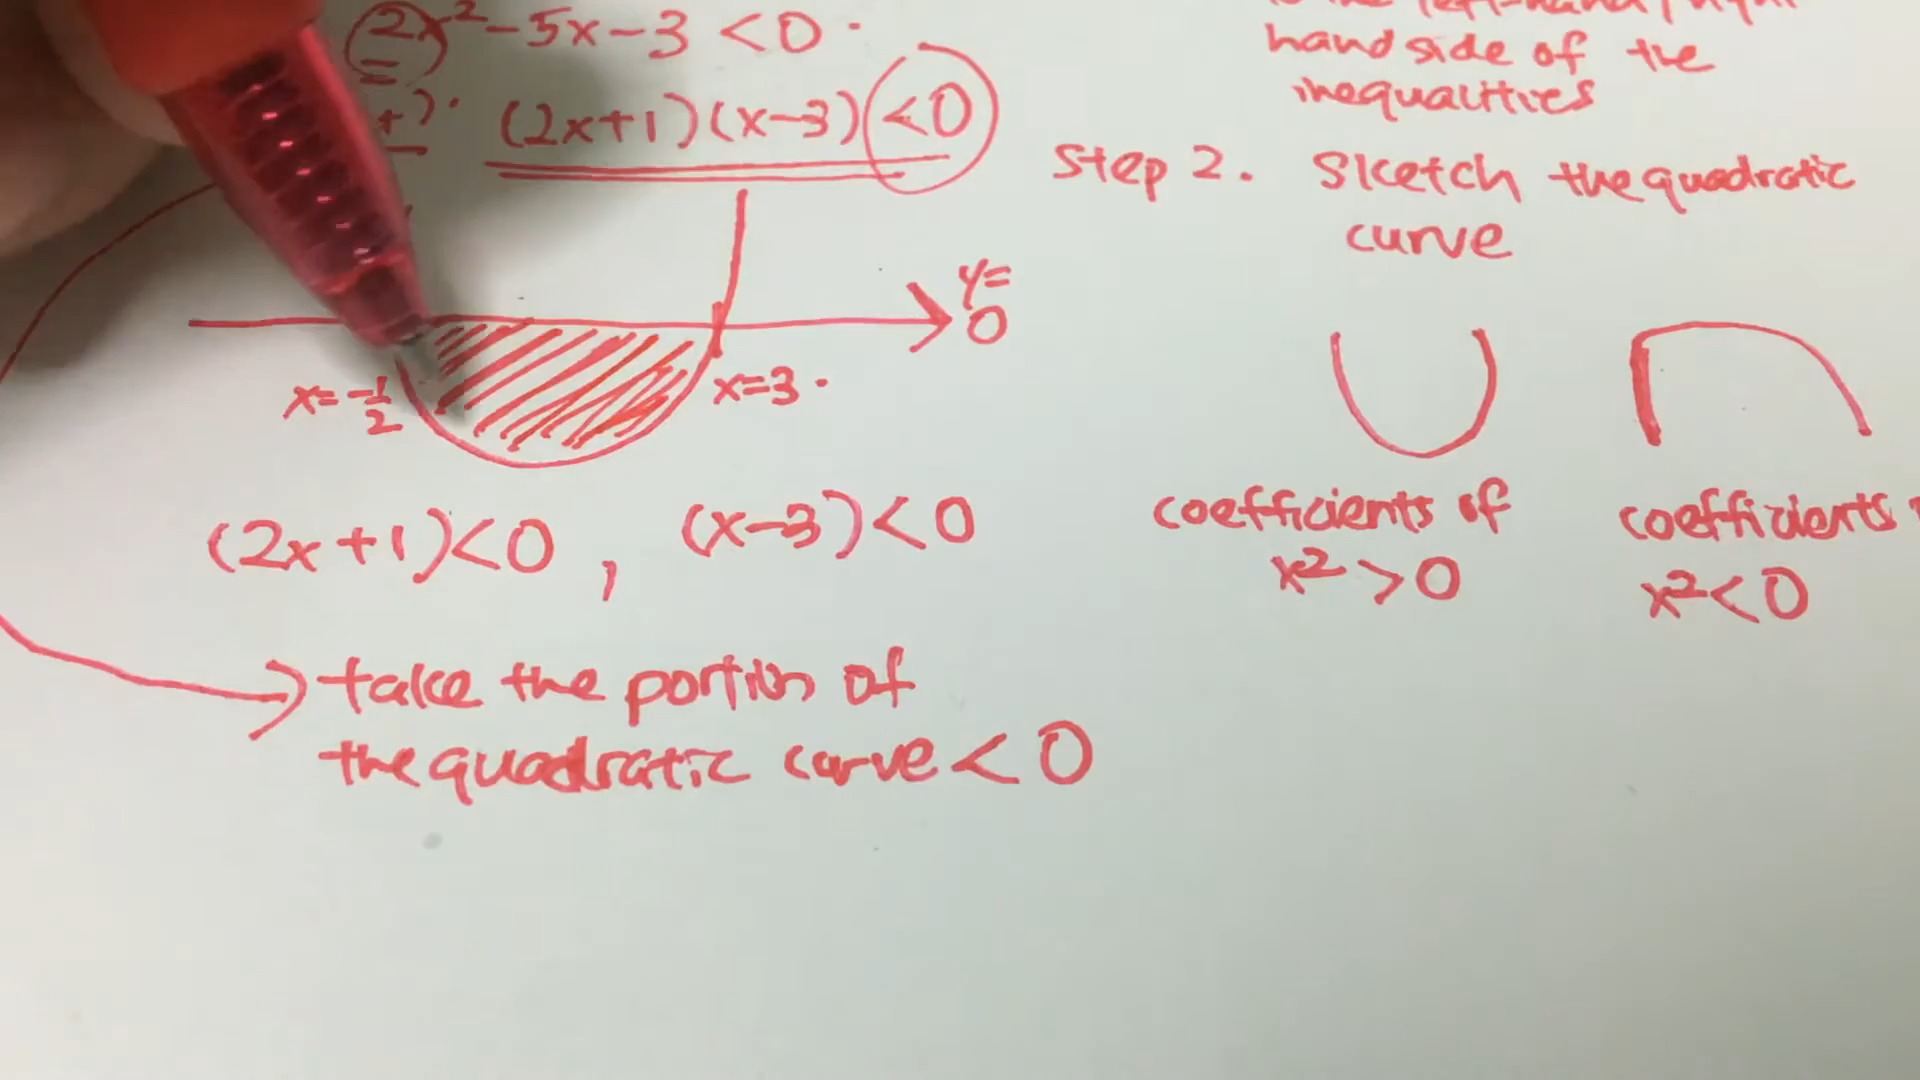 2x²-5x-3 <0.
+). (2x+1)(x-3)<0
y=
0
x=-1/2
x=3.
(2x+1)<0 , (x-3)<0
take the portion of
the quadratic curve < 0
hand side of the
inequalities
Step 2. Sketch the quadratic
curve
coefficients of
x² > 0
coefficients
x² < 0